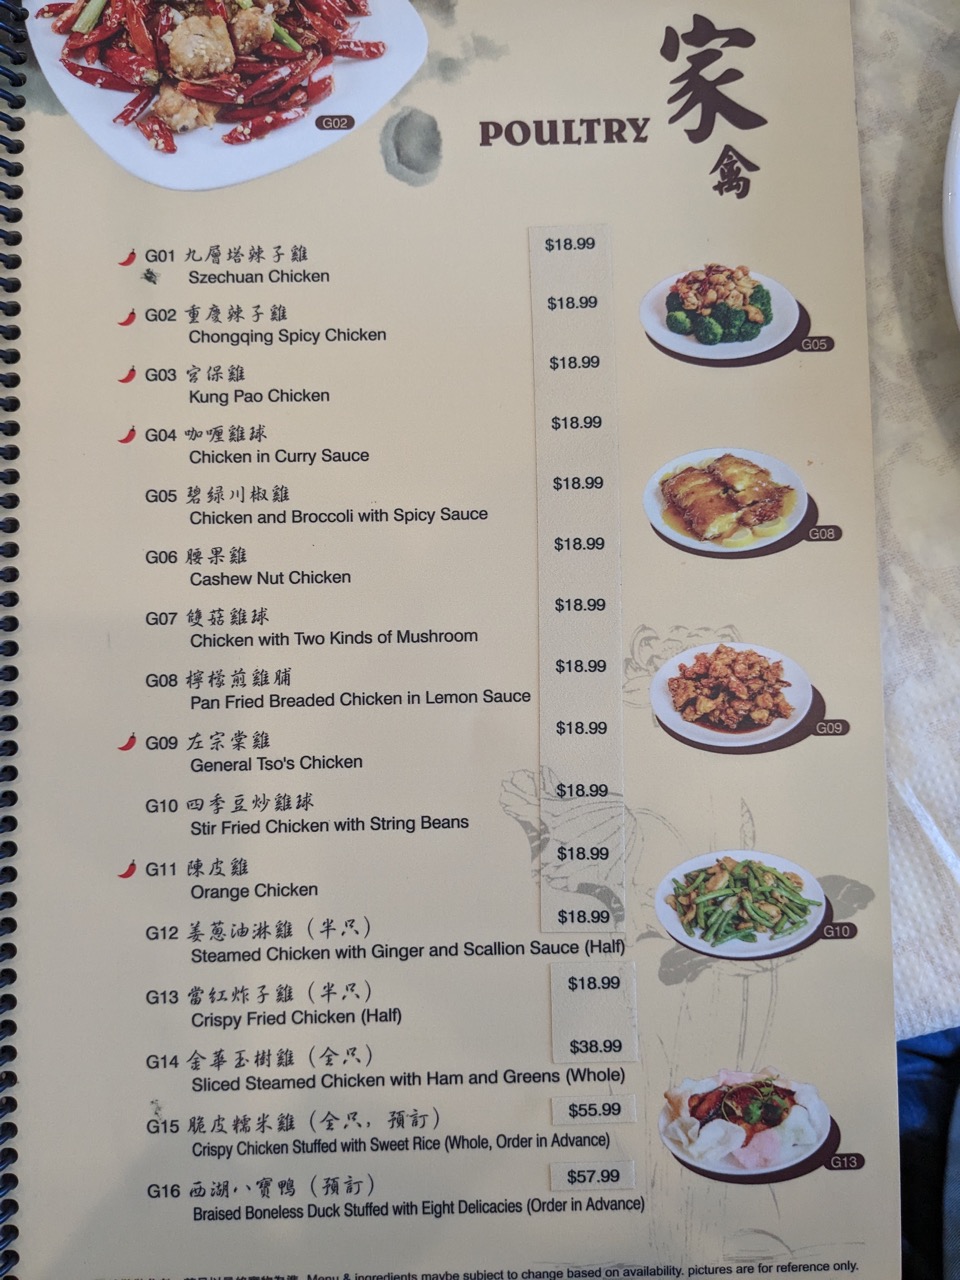 G02
POULTRY 家禽
G01 九層塔辣子雞 $18.99
Szechuan Chicken
G02 重慶辣子雞 $18.99
Chongqing Spicy Chicken
G03 宮保雞 $18.99
Kung Pao Chicken
G04 咖喱雞球 $18.99
Chicken in Curry Sauce
G05 碧绿川椒雞 $18.99
Chicken and Broccoli with Spicy Sauce
G06 腰果雞 $18.99
Cashew Nut Chicken
G07 雙菇雞球 $18.99
Chicken with Two Kinds of Mushroom
G08 檸檬煎雞脯 $18.99
Pan Fried Breaded Chicken in Lemon Sauce
G09 左宗棠雞 $18.99
General Tso's Chicken
G10 四季豆炒雞球 $18.99
Stir Fried Chicken with String Beans
G11 陳皮雞 $18.99
Orange Chicken
G12 姜蔥油淋雞（半只） $18.99
Steamed Chicken with Ginger and Scallion Sauce (Half)
G13 當红炸子雞（半只） $18.99
Crispy Fried Chicken (Half)
G14 金華玉樹雞（全只） $38.99
Sliced Steamed Chicken with Ham and Greens (Whole)
G15 脆皮糯米雞（全只，預訂） $55.99
Crispy Chicken Stuffed with Sweet Rice (Whole, Order in Advance)
G16 西湖八寶鴨（預訂） $57.99
Braised Boneless Duck Stuffed with Eight Delicacies (Order in Advance)
G05
G08
G09
G10
G13
Menu & ingredients maybe subject to change based on availability. pictures are for reference only.